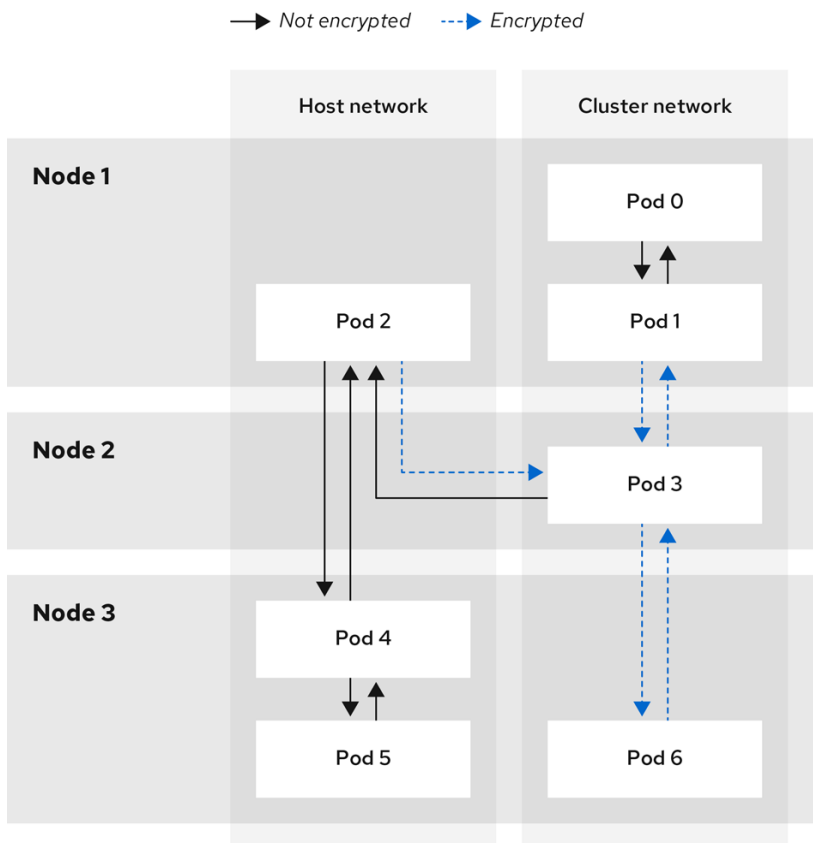 Not encrypted
Encrypted
Host network
Cluster network
Node 1
Pod 0
Pod 2
Pod 1
Node 2
Pod 3
Node 3
Pod 4
Pod 5
Pod 6